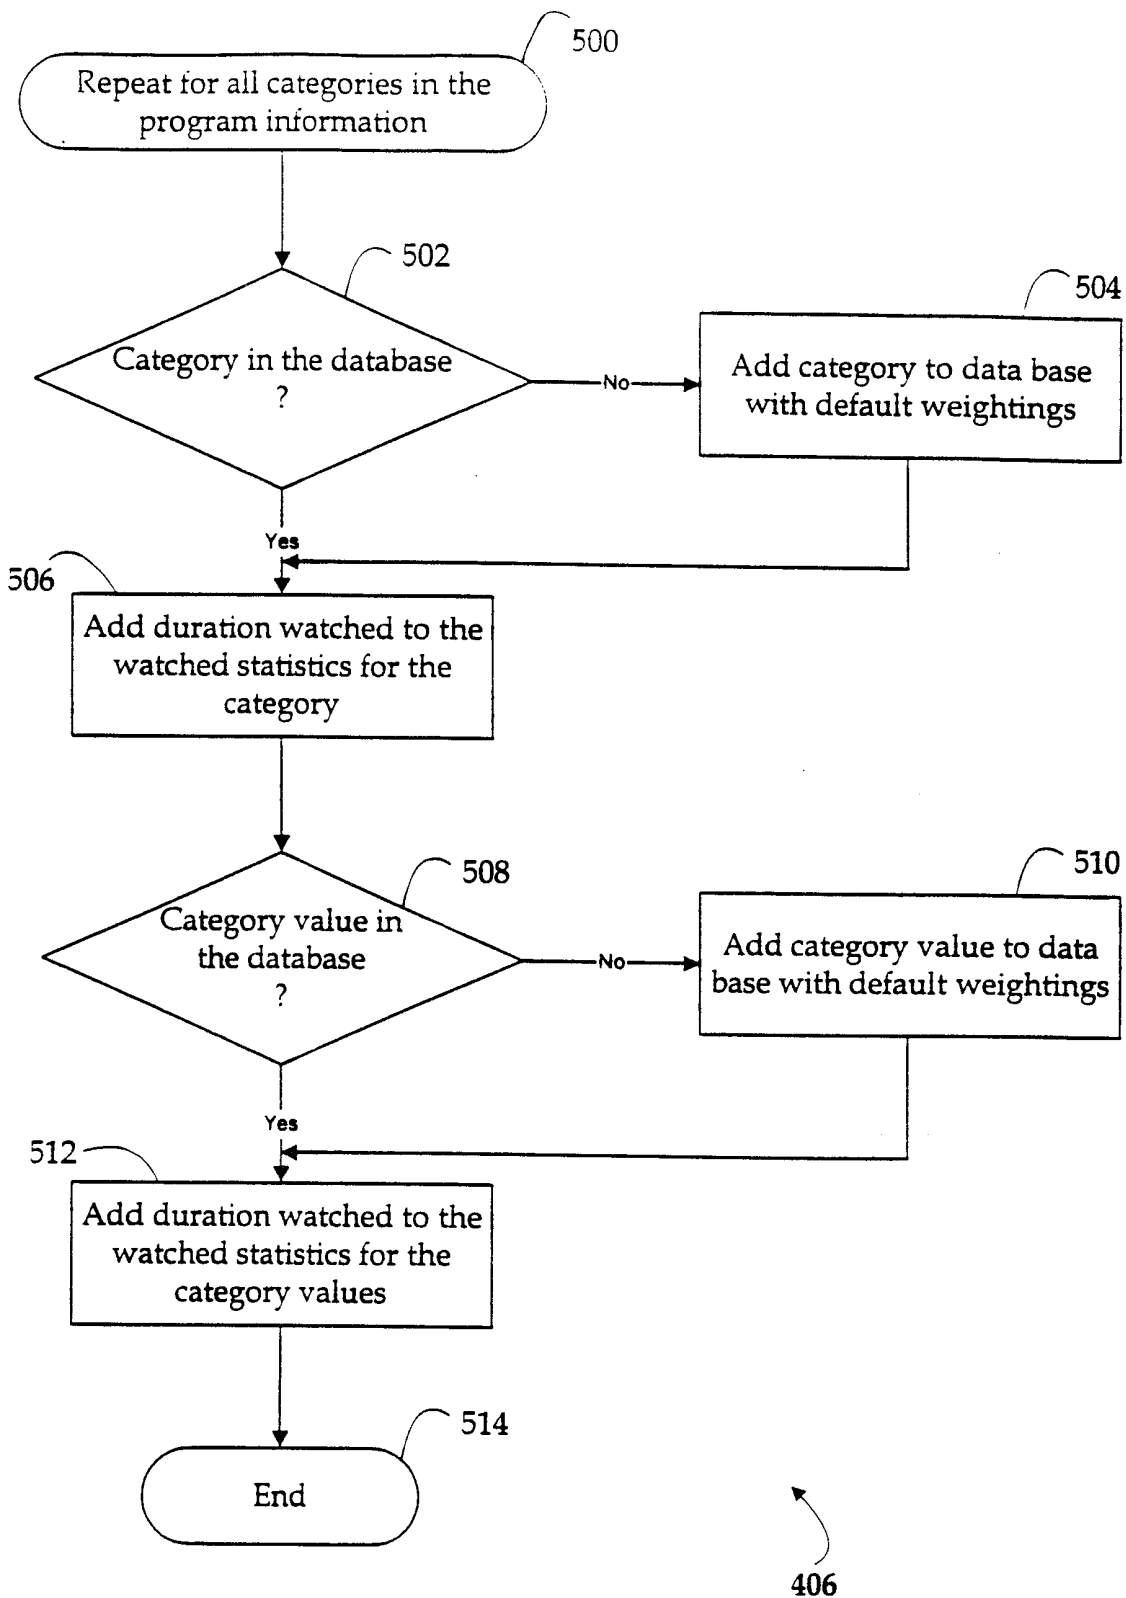 500
Repeat for all categories in the
program information
502
Category in the database
?
No
504
Add category to data base
with default weightings
Yes
506
Add duration watched to the
watched statistics for the
category
508
Category value in
the database
?
No
510
Add category value to data
base with default weightings
Yes
512
Add duration watched to the
watched statistics for the
category values
514
End
406